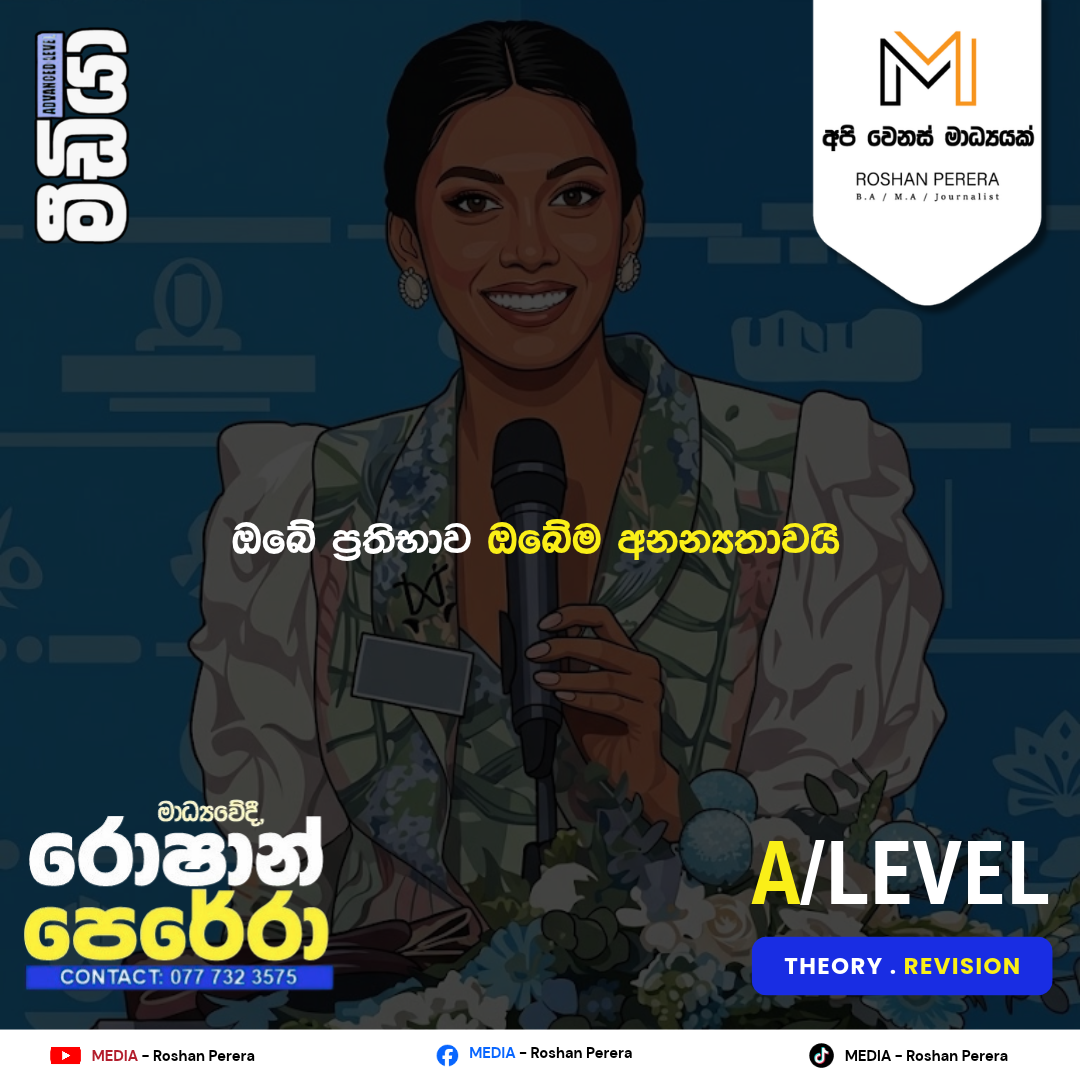 මීඩියා
ADVANCED LEVEL
අපි වෙනස් මාධ්‍යයක්
ROSHAN PERERA
B.A / M.A / Journalist
ඔබේ ප්‍රතිභාව ඔබේම අනන්‍යතාවයි
මාධ්‍යවේදී,
රොෂාන්
පෙරේරා
CONTACT: 077 732 3575
A/LEVEL
THEORY . REVISION
MEDIA - Roshan Perera
MEDIA - Roshan Perera
MEDIA - Roshan Perera